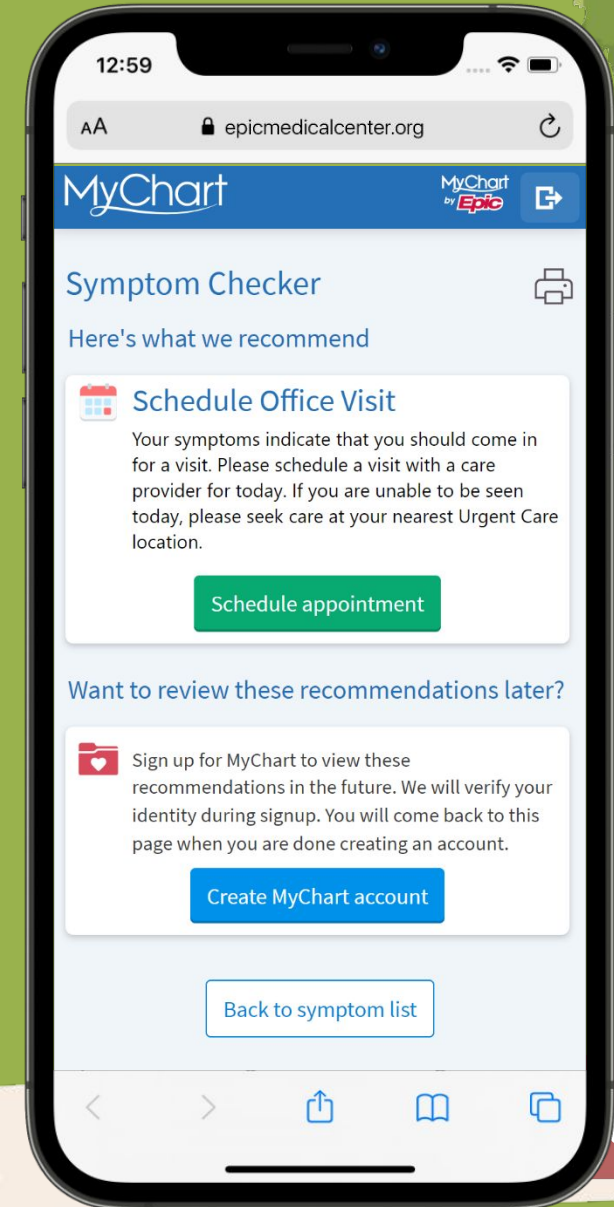 12:59
AA
epicmedicalcenter.org
MyChart
MyChart
by Epic
Symptom Checker
Here's what we recommend
Schedule Office Visit
Your symptoms indicate that you should come in
for a visit. Please schedule a visit with a care
provider for today. If you are unable to be seen
today, please seek care at your nearest Urgent Care
location.
Schedule appointment
Want to review these recommendations later?
Sign up for MyChart to view these
recommendations in the future. We will verify your
identity during signup. You will come back to this
page when you are done creating an account.
Create MyChart account
Back to symptom list